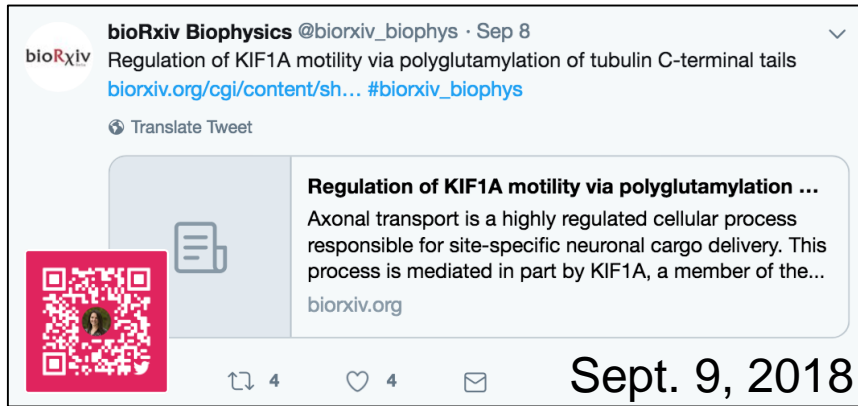 bioRxiv Biophysics @biorxiv_biophys · Sep 8
bioRχiv
Regulation of KIF1A motility via polyglutamylation of tubulin C-terminal tails
biorxiv.org/cgi/content/sh… #biorxiv_biophys
Translate Tweet
Regulation of KIF1A motility via polyglutamylation ...
Axonal transport is a highly regulated cellular process
responsible for site-specific neuronal cargo delivery. This
process is mediated in part by KIF1A, a member of the...
biorxiv.org
4
4
Sept. 9, 2018